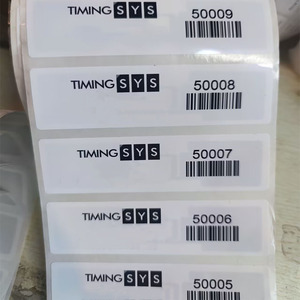 TIMING SYS 50009
TIMING SYS 50008
TIMING SYS 50007
TIMING SYS 50006
TIMING SYS 50005